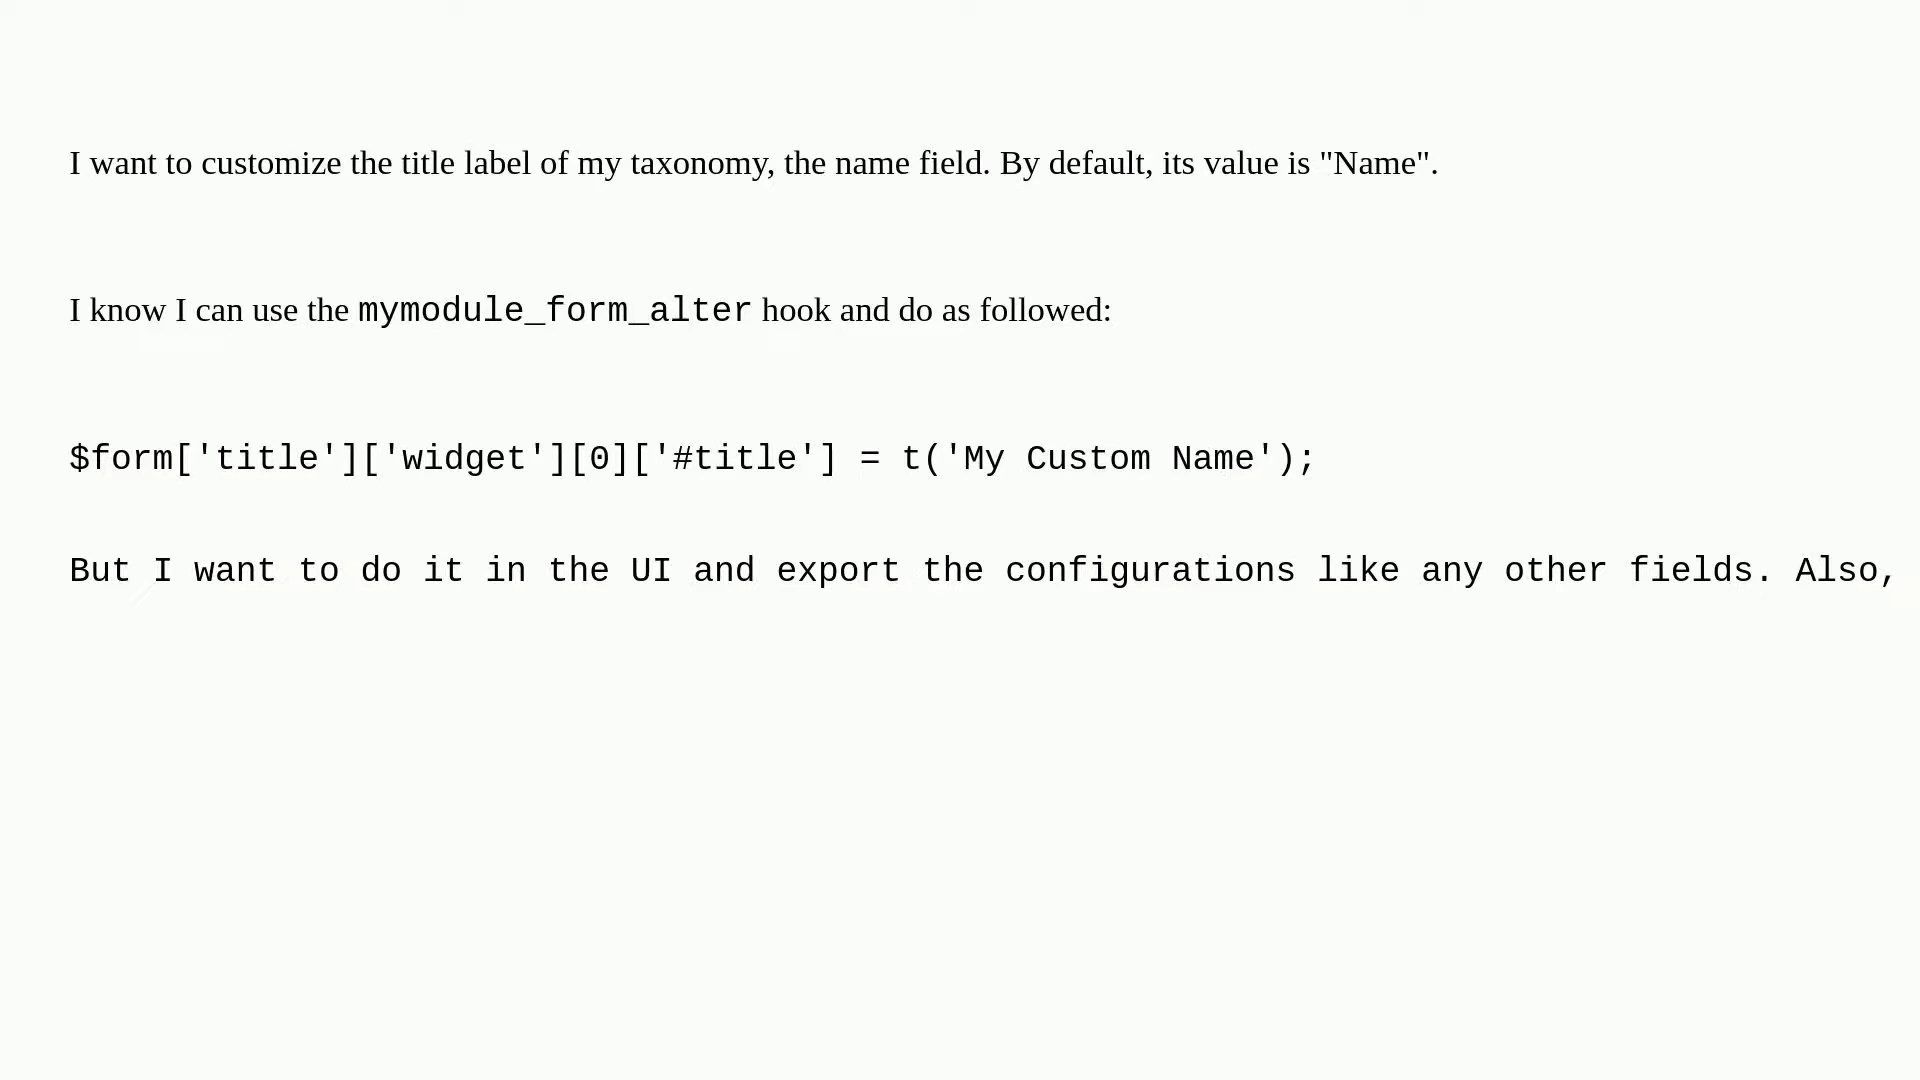 I want to customize the title label of my taxonomy, the name field. By default, its value is "Name".
I know I can use the mymodule_form_alter hook and do as followed:
$form['title']['widget'][0]['#title'] = t('My Custom Name');
But I want to do it in the UI and export the configurations like any other fields. Also,